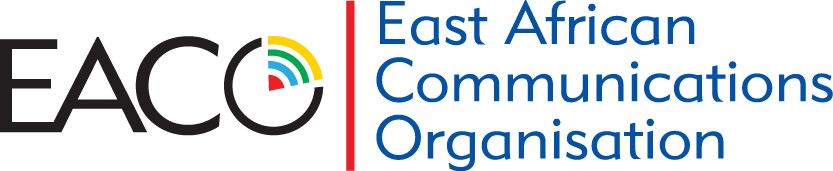 EACO
East African
Communications
Organisation